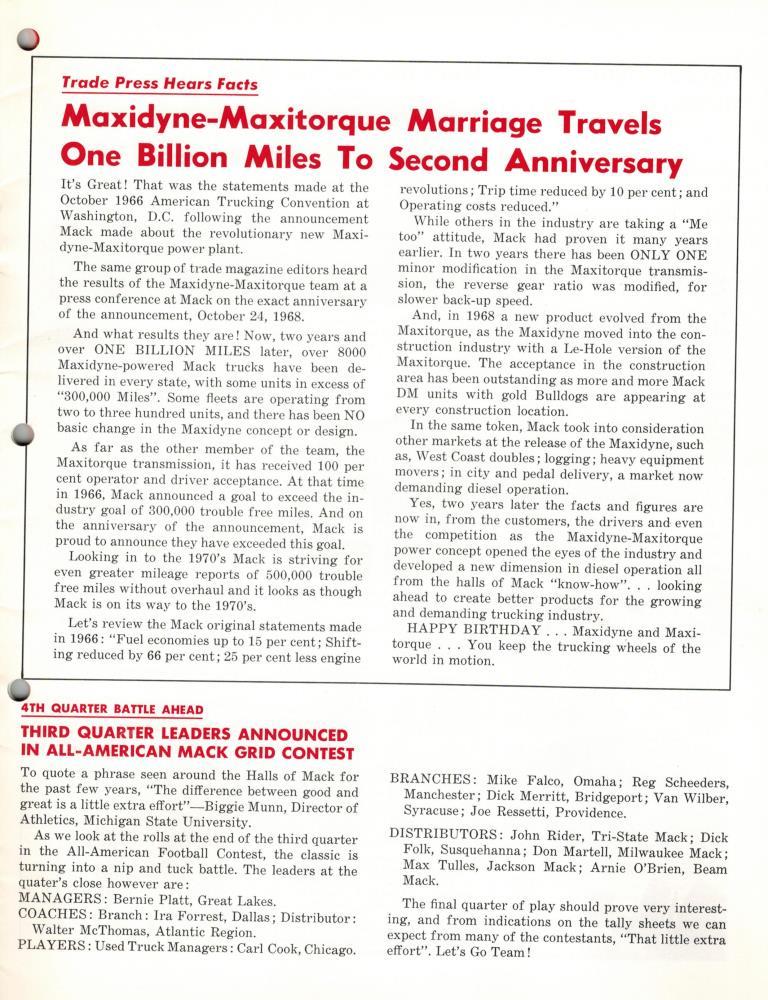 Trade Press Hears Facts
Maxidyne-Maxitorque Marriage Travels
One Billion Miles To Second Anniversary
It's Great! That was the statements made at the
October 1966 American Trucking Convention at
Washington, D.C. following the announcement
Mack made about the revolutionary new Maxi-
dyne-Maxitorque power plant.
The same group of trade magazine editors heard
the results of the Maxidyne-Maxitorque team at a
press conference at Mack on the exact anniversary
of the announcement, October 24, 1968.
And what results they are! Now, two years and
over ONE BILLION MILES later, over 8000
Maxidyne-powered Mack trucks have been de-
livered in every state, with some units in excess of
"300,000 Miles". Some fleets are operating from
two to three hundred units, and there has been NO
basic change in the Maxidyne concept or design.
As far as the other member of the team, the
Maxitorque transmission, it has received 100 per
cent operator and driver acceptance. At that time
in 1966, Mack announced a goal to exceed the in-
dustry goal of 300,000 trouble free miles. And on
the anniversary of the announcement, Mack is
proud to announce they have exceeded this goal.
Looking in to the 1970's Mack is striving for
even greater mileage reports of 500,000 trouble
free miles without overhaul and it looks as though
Mack is on its way to the 1970's.
Let's review the Mack original statements made
in 1966: "Fuel economies up to 15 per cent; Shift-
ing reduced by 66 per cent; 25 per cent less engine
revolutions; Trip time reduced by 10 per cent; and
Operating costs reduced."
While others in the industry are taking a "Me
too" attitude, Mack had proven it many years
earlier. In two years there has been ONLY ONE
minor modification in the Maxitorque transmis-
sion, the reverse gear ratio was modified, for
slower back-up speed.
And, in 1968 a new product evolved from the
Maxitorque, as the Maxidyne moved into the con-
struction industry with a Le-Hole version of the
Maxitorque. The acceptance in the construction
area has been outstanding as more and more Mack
DM units with gold Bulldogs are appearing at
every construction location.
In the same token, Mack took into consideration
other markets at the release of the Maxidyne, such
as, West Coast doubles; logging; heavy equipment
movers; in city and pedal delivery, a market now
demanding diesel operation.
Yes, two years later the facts and figures are
now in, from the customers, the drivers and even
the competition as the Maxidyne-Maxitorque
power concept opened the eyes of the industry and
developed a new dimension in diesel operation all
from the halls of Mack "know-how". . . looking
ahead to create better products for the growing
and demanding trucking industry.
HAPPY BIRTHDAY . . . Maxidyne and Maxi-
torque . . . You keep the trucking wheels of the
world in motion.
4TH QUARTER BATTLE AHEAD
THIRD QUARTER LEADERS ANNOUNCED
IN ALL-AMERICAN MACK GRID CONTEST
To quote a phrase seen around the Halls of Mack for
the past few years, "The difference between good and
great is a little extra effort"—Biggie Munn, Director of
Athletics, Michigan State University.
As we look at the rolls at the end of the third quarter
in the All-American Football Contest, the classic is
turning into a nip and tuck battle. The leaders at the
quater's close however are:
MANAGERS: Bernie Platt, Great Lakes.
COACHES: Branch: Ira Forrest, Dallas; Distributor:
Walter McThomas, Atlantic Region.
PLAYERS: Used Truck Managers: Carl Cook, Chicago.
BRANCHES: Mike Falco, Omaha; Reg Scheeders,
Manchester; Dick Merritt, Bridgeport; Van Wilber,
Syracuse; Joe Ressetti, Providence.
DISTRIBUTORS: John Rider, Tri-State Mack; Dick
Folk, Susquehanna; Don Martell, Milwaukee Mack;
Max Tulles, Jackson Mack; Arnie O'Brien, Beam
Mack.
The final quarter of play should prove very interest-
ing, and from indications on the tally sheets we can
expect from many of the contestants, "That little extra
effort". Let's Go Team!